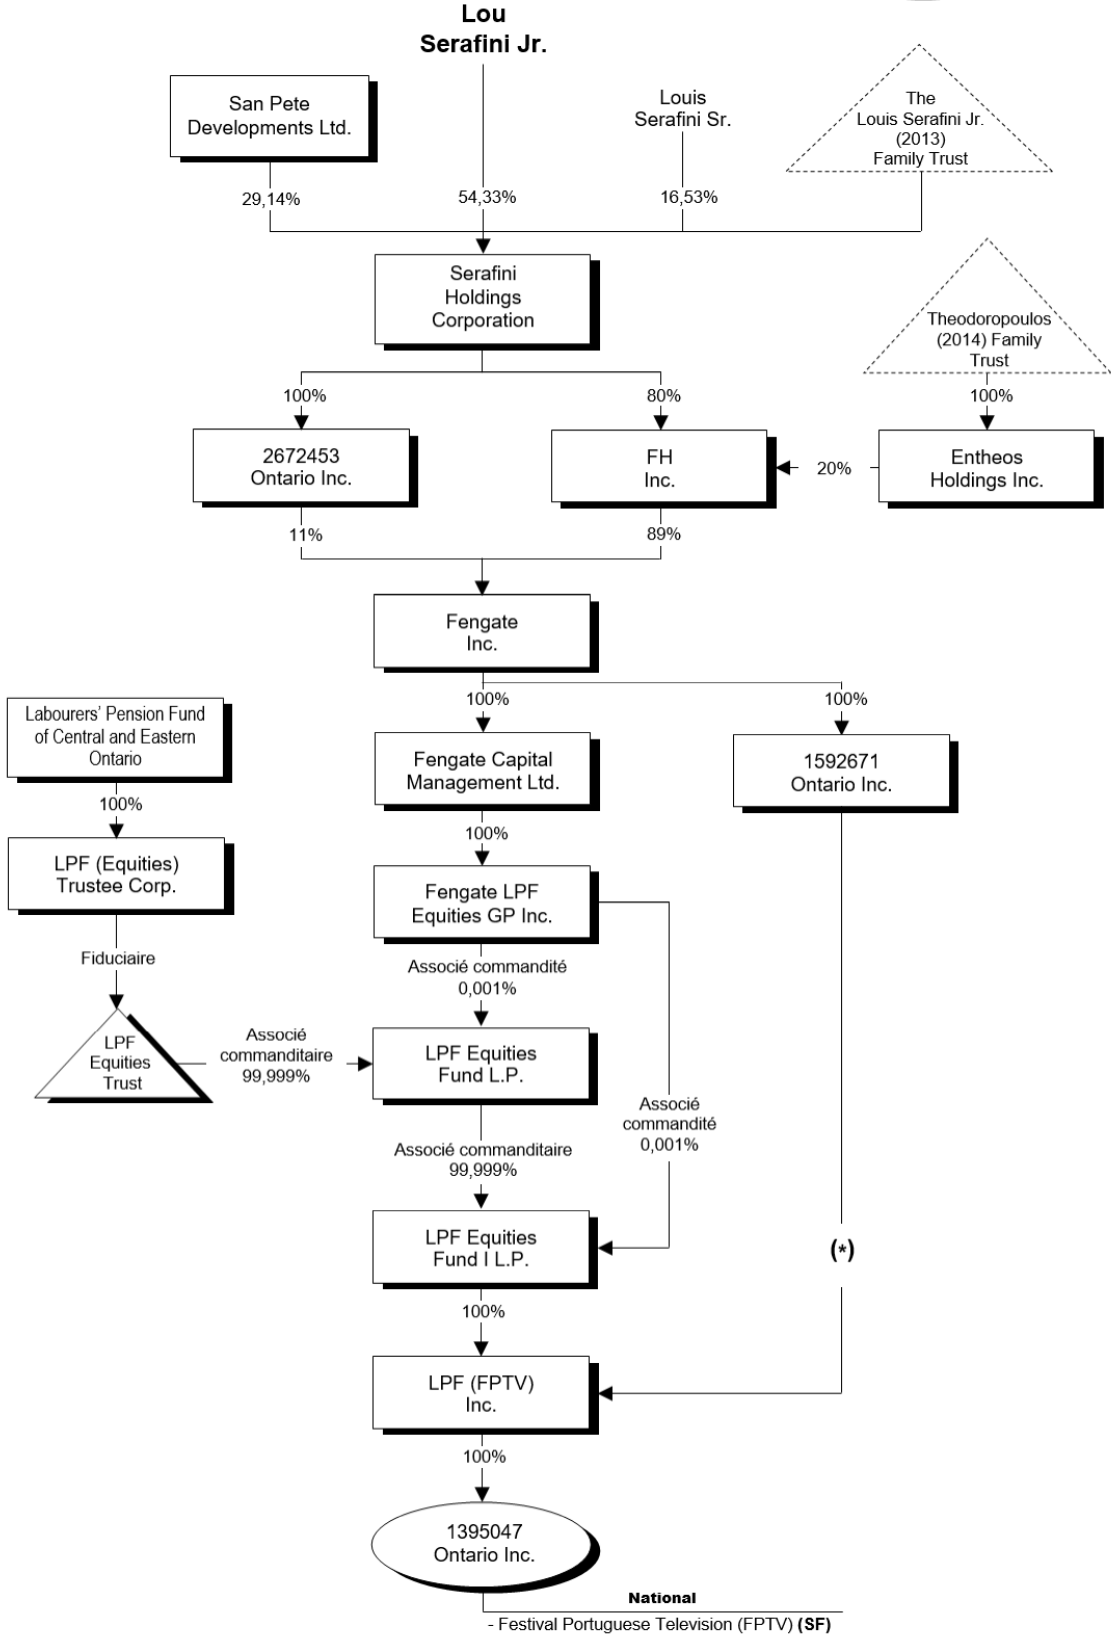 Lou
Serafini Jr.
San Pete
Developments Ltd.
Louis
Serafini Sr.
The
Louis Serafini Jr.
(2013)
Family Trust
29,14%
54,33%
16,53%
Serafini
Holdings
Corporation
Theodoropoulos
(2014) Family
Trust
100%
80%
100%
2672453
Ontario Inc.
FH
Inc.
20%
Entheos
Holdings Inc.
11%
89%
Fengate
Inc.
100%
100%
Labourers' Pension Fund
of Central and Eastern
Ontario
Fengate Capital
Management Ltd.
1592671
Ontario Inc.
100%
100%
LPF (Equities)
Trustee Corp.
Fengate LPF
Equities GP Inc.
Fiduciaire
Associé commandité
0,001%
LPF
Equities
Trust
Associé
commanditaire
99,999%
LPF Equities
Fund L.P.
Associé
commandité
0,001%
Associé commanditaire
99,999%
LPF Equities
Fund I L.P.
(*)
100%
LPF (FPTV)
Inc.
100%
1395047
Ontario Inc.
National
- Festival Portuguese Television (FPTV) (SF)